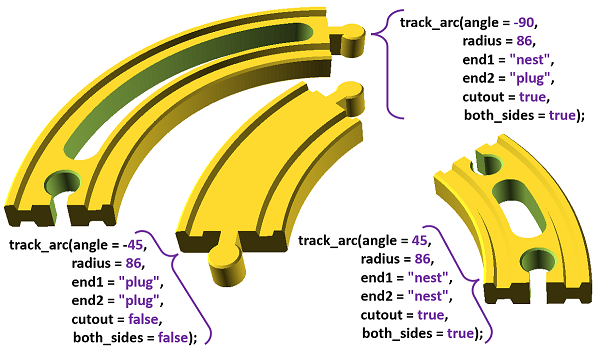 track_arc(angle = -90,
radius = 86,
end1 = "nest",
end2 = "plug",
cutout = true,
both_sides = true);
track_arc(angle = -45,
radius = 86,
end1 = "plug",
end2 = "plug",
cutout = false,
both_sides = false);
track_arc(angle = 45,
radius = 86,
end1 = "nest",
end2 = "nest",
cutout = true,
both_sides = true);